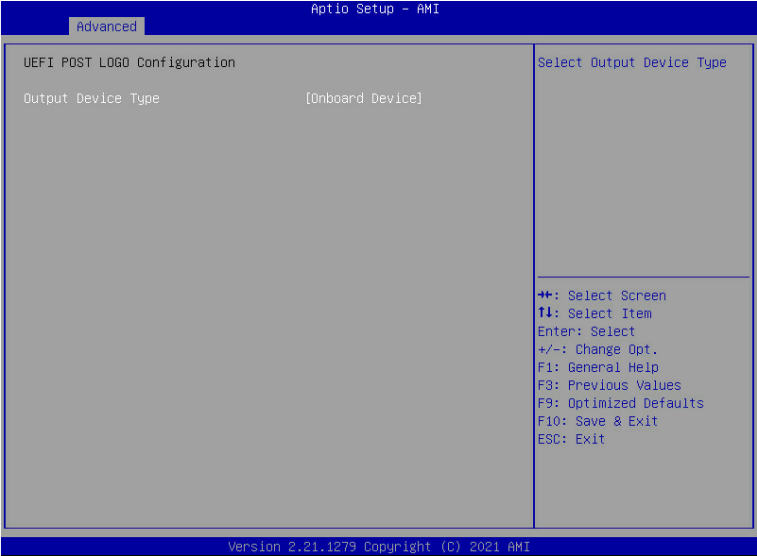 Aptio Setup – AMI
Advanced
UEFI POST LOGO Configuration
Output Device Type [Onboard Device]
Select Output Device Type
→←: Select Screen
↑↓: Select Item
Enter: Select
+/-: Change Opt.
F1: General Help
F3: Previous Values
F9: Optimized Defaults
F10: Save & Exit
ESC: Exit
Version 2.21.1279 Copyright (C) 2021 AMI